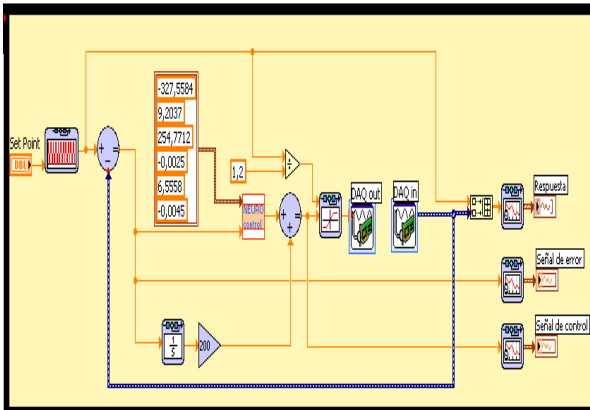 Set Point
DBL
-327,5584
9,2037
254,7712
-0,0025
6,5558
-0,0045
1,2
÷
NEURO
control
DAQ out
DAQ in
Respuesta
Señal de error
Señal de control
1
S
200